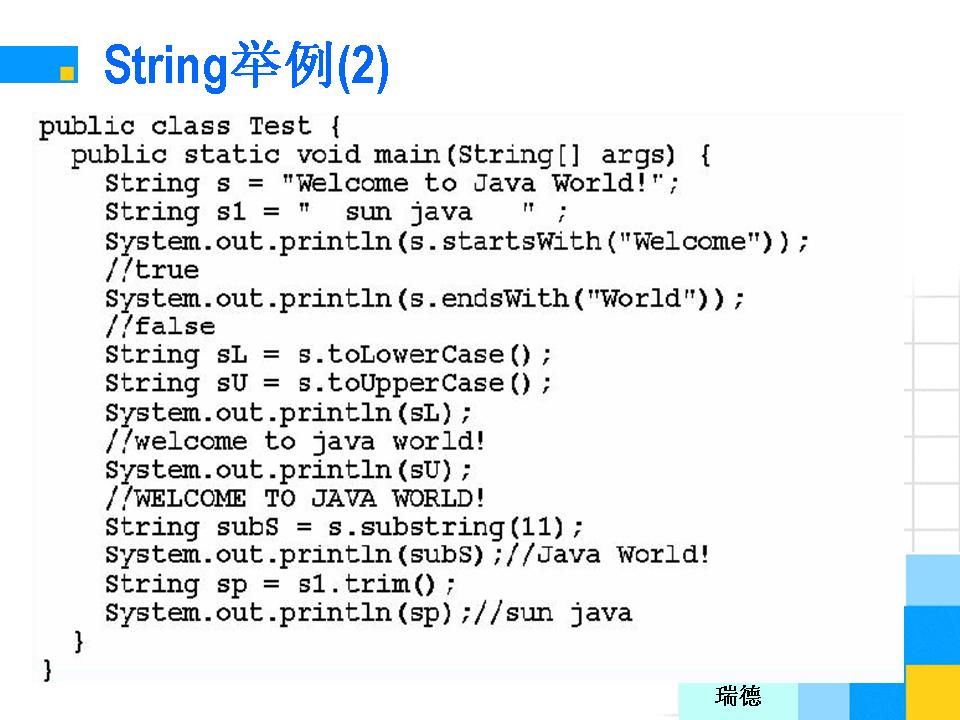 String举例(2)
public class Test {
  public static void main(String[] args) {
    String s = "Welcome to Java World!";
    String s1 = "  sun java   " ;
    System.out.println(s.startsWith("Welcome"));
    //true
    System.out.println(s.endsWith("World"));
    //false
    String sL = s.toLowerCase();
    String sU = s.toUpperCase();
    System.out.println(sL);
    //welcome to java world!
    System.out.println(sU);
    //WELCOME TO JAVA WORLD!
    String subS = s.substring(11);
    System.out.println(subS);//Java World!
    String sp = s1.trim();
    System.out.println(sp);//sun java
  }
}
瑞德